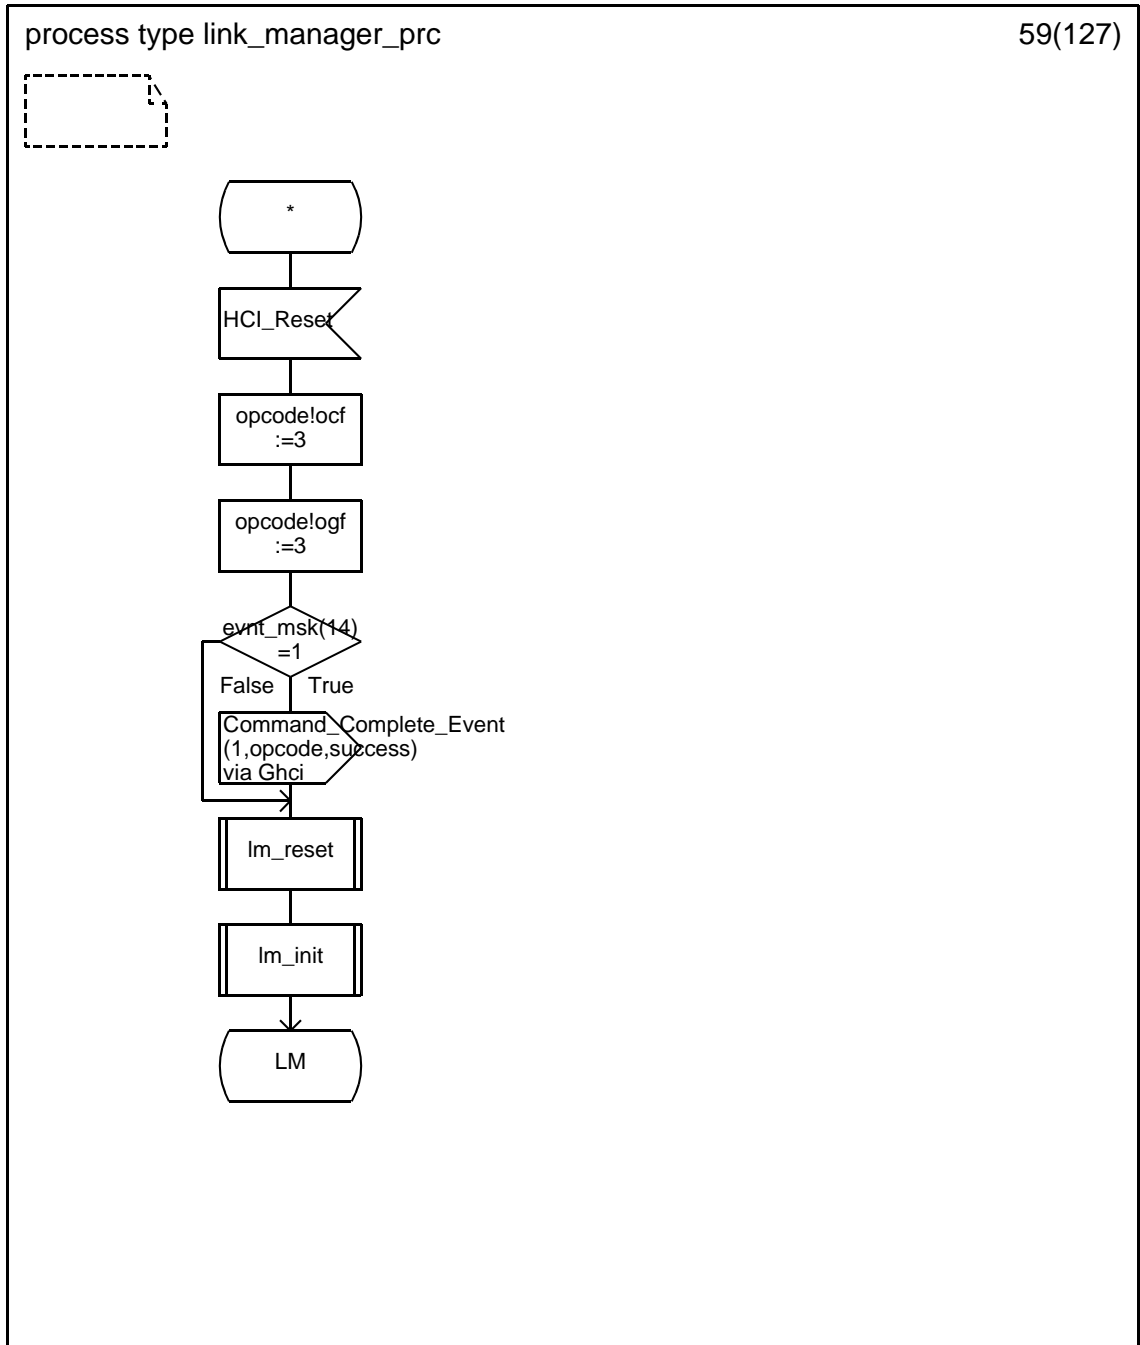 process type link_manager_prc
59(127)
*
HCI_Reset
opcode!ocf
:=3
opcode!ogf
:=3
evnt_msk(14)
=1
False
True
Command_Complete_Event
(1,opcode,success)
via Ghci
lm_reset
lm_init
LM